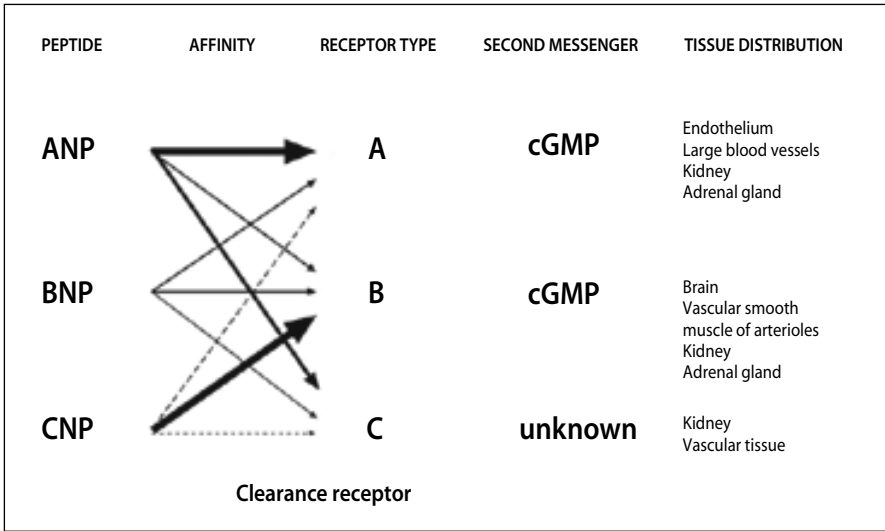 PEPTIDE AFFINITY RECEPTOR TYPE SECOND MESSENGER TISSUE DISTRIBUTION
ANP A cGMP
Endothelium
Large blood vessels
Kidney
Adrenal gland
BNP B cGMP
Brain
Vascular smooth
muscle of arterioles
Kidney
Adrenal gland
CNP C unknown
Kidney
Vascular tissue
Clearance receptor